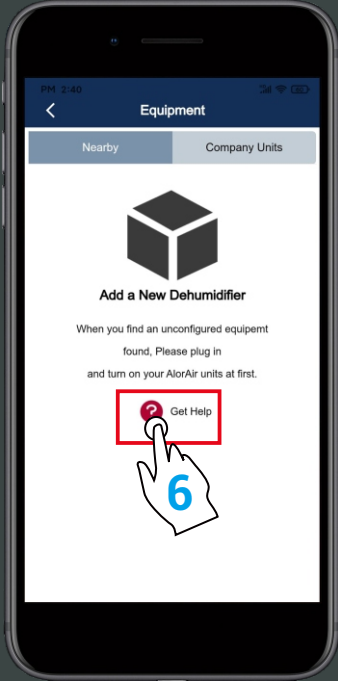 PM 2:40
Equipment
Nearby
Company Units
Add a New Dehumidifier
When you find an unconfigured equipemt
found, Please plug in
and turn on your AlorAir units at first.
? Get Help
6